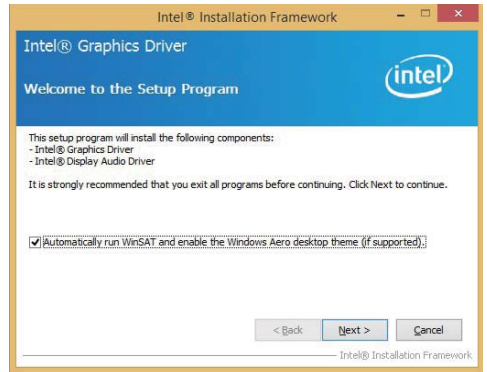 Intel® Installation Framework
Intel® Graphics Driver
intel
Welcome to the Setup Program
This setup program will install the following components:
- Intel® Graphics Driver
- Intel® Display Audio Driver
It is strongly recommended that you exit all programs before continuing. Click Next to continue.
Automatically run WinSAT and enable the Windows Aero desktop theme (if supported).
< Back
Next >
Cancel
Intel® Installation Framework